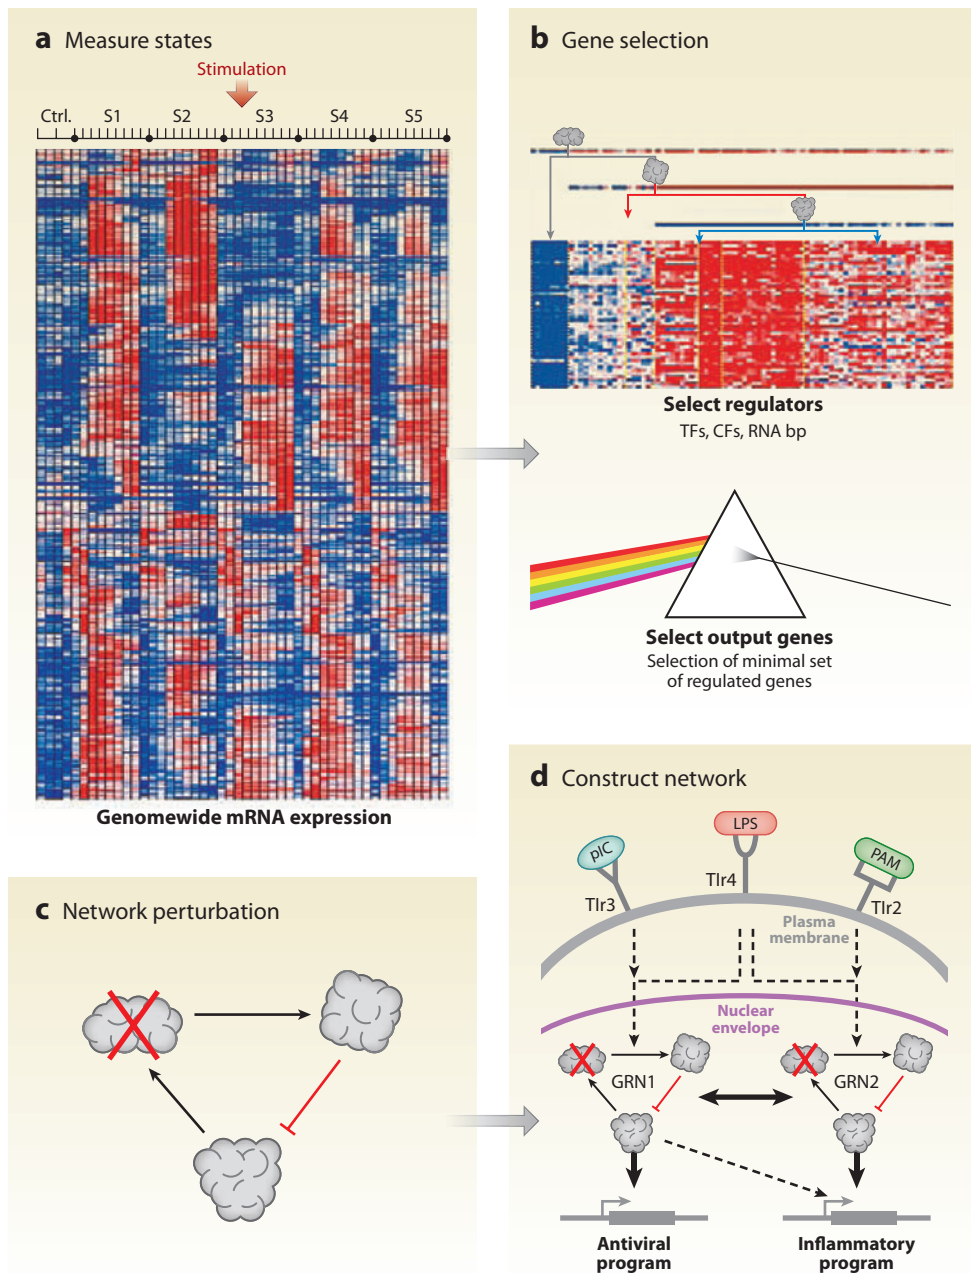 a Measure states
Stimulation
Ctrl. S1 S2 S3 S4 S5
Genomewide mRNA expression
b Gene selection
Select regulators
TFs, CFs, RNA bp
Select output genes
Selection of minimal set
of regulated genes
c Network perturbation
d Construct network
pIC
LPS
PAM
Tlr3
Tlr4
Tlr2
Plasma
membrane
Nuclear
envelope
GRN1
GRN2
Antiviral
program
Inflammatory
program